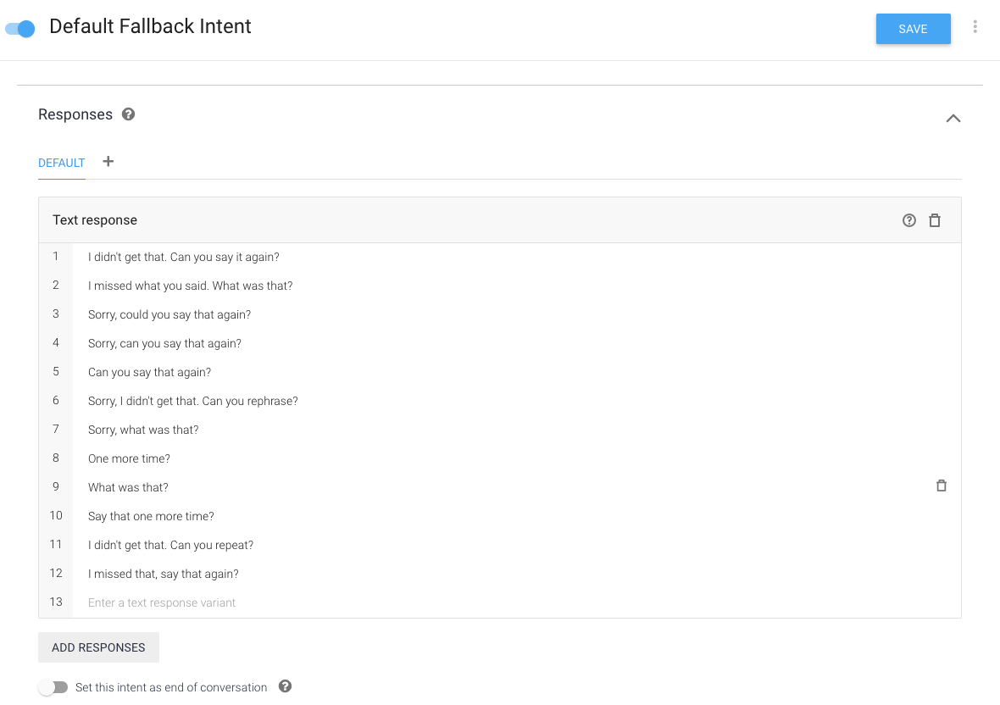 Default Fallback Intent
SAVE
Responses
DEFAULT
Text response
1 I didn't get that. Can you say it again?
2 I missed what you said. What was that?
3 Sorry, could you say that again?
4 Sorry, can you say that again?
5 Can you say that again?
6 Sorry, I didn't get that. Can you rephrase?
7 Sorry, what was that?
8 One more time?
9 What was that?
10 Say that one more time?
11 I didn't get that. Can you repeat?
12 I missed that, say that again?
13 Enter a text response variant
ADD RESPONSES
Set this intent as end of conversation